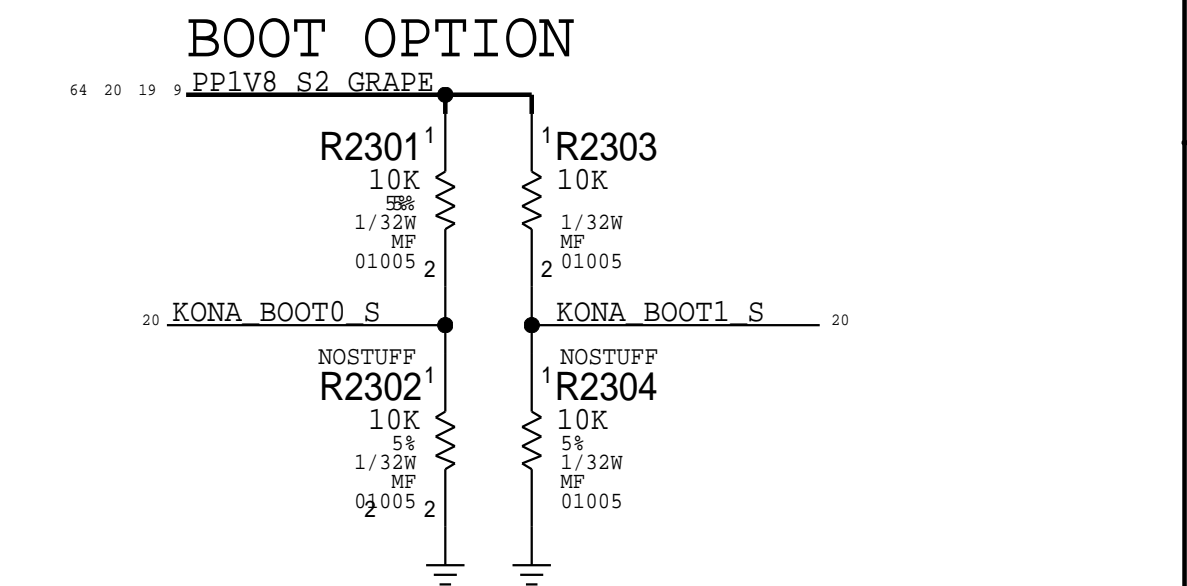 BOOT OPTION
64 20 19 9 PP1V8_S2_GRAPE
R2301 1
10K
5%
1/32W
MF
01005
2
1 R2303
10K
1/32W
MF
01005
2
20 KONA_BOOT0_S
KONA_BOOT1_S 20
NOSTUFF
R2302 1
10K
5%
1/32W
MF
01005
2
2
NOSTUFF
1 R2304
10K
5%
1/32W
MF
01005